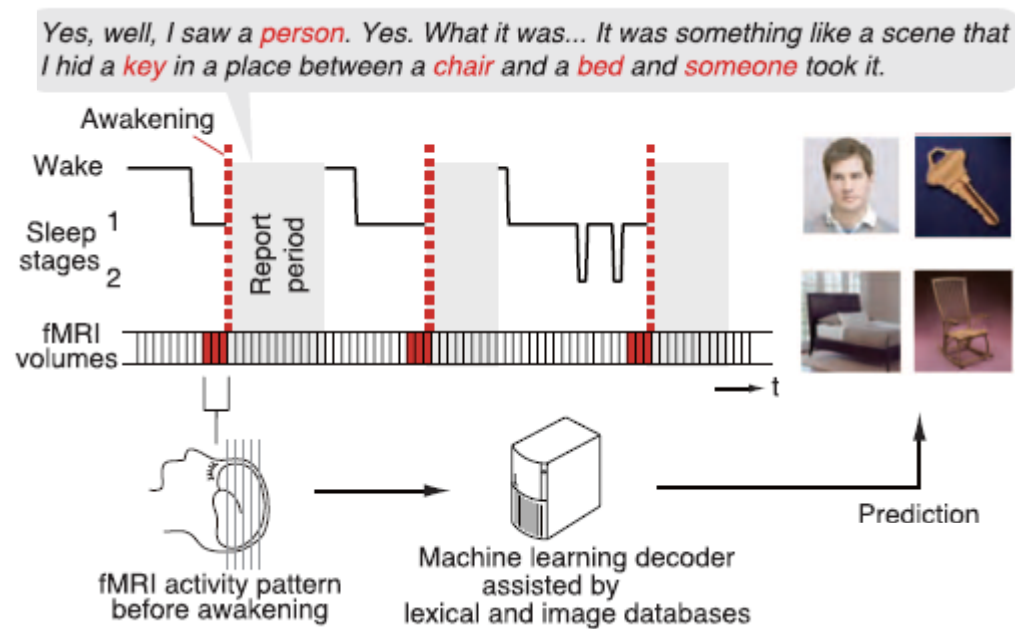 Yes, well, I saw a person. Yes. What it was... It was something like a scene that
I hid a key in a place between a chair and a bed and someone took it.
Awakening
Wake
Sleep
stages
1
2
Report
period
fMRI
volumes
t
fMRI activity pattern
before awakening
Machine learning decoder
assisted by
lexical and image databases
Prediction